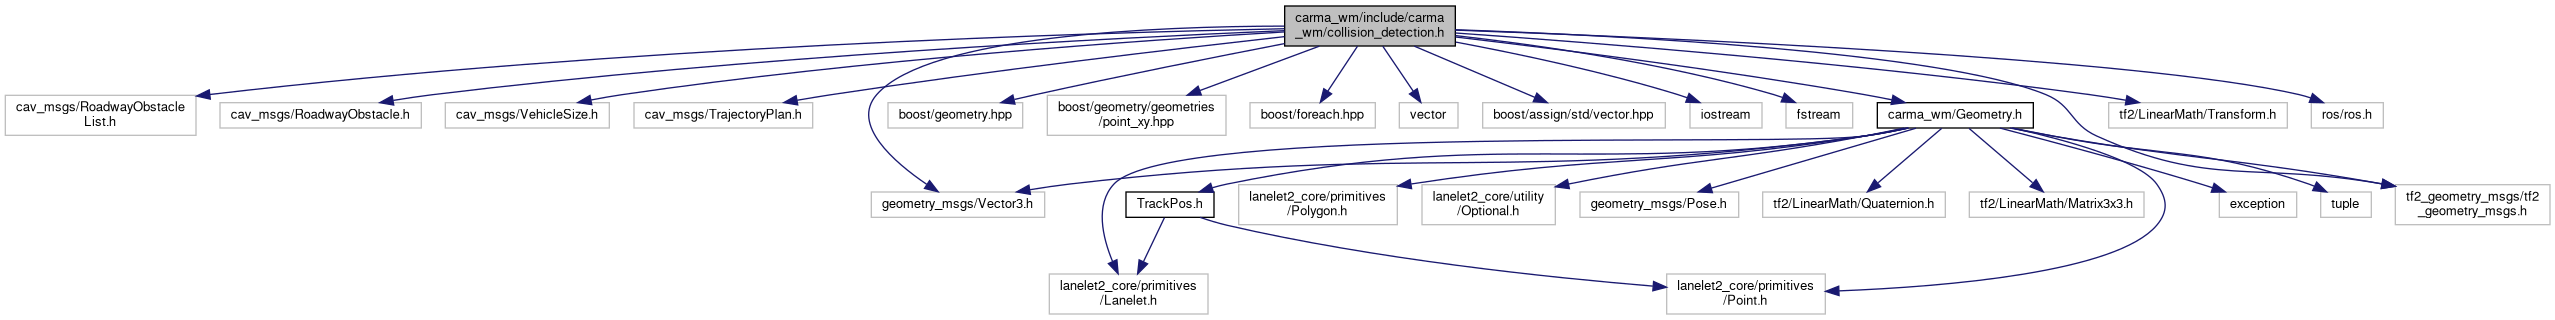 carma_wm/include/carma
_wm/collision_detection.h
cav_msgs/RoadwayObstacle
List.h
cav_msgs/RoadwayObstacle.h
cav_msgs/VehicleSize.h
cav_msgs/TrajectoryPlan.h
boost/geometry.hpp
boost/geometry/geometries
/point_xy.hpp
boost/foreach.hpp
vector
boost/assign/std/vector.hpp
iostream
fstream
carma_wm/Geometry.h
tf2/LinearMath/Transform.h
ros/ros.h
geometry_msgs/Vector3.h
TrackPos.h
lanelet2_core/primitives
/Polygon.h
lanelet2_core/utility
/Optional.h
geometry_msgs/Pose.h
tf2/LinearMath/Quaternion.h
tf2/LinearMath/Matrix3x3.h
exception
tuple
tf2_geometry_msgs/tf2
_geometry_msgs.h
lanelet2_core/primitives
/Lanelet.h
lanelet2_core/primitives
/Point.h